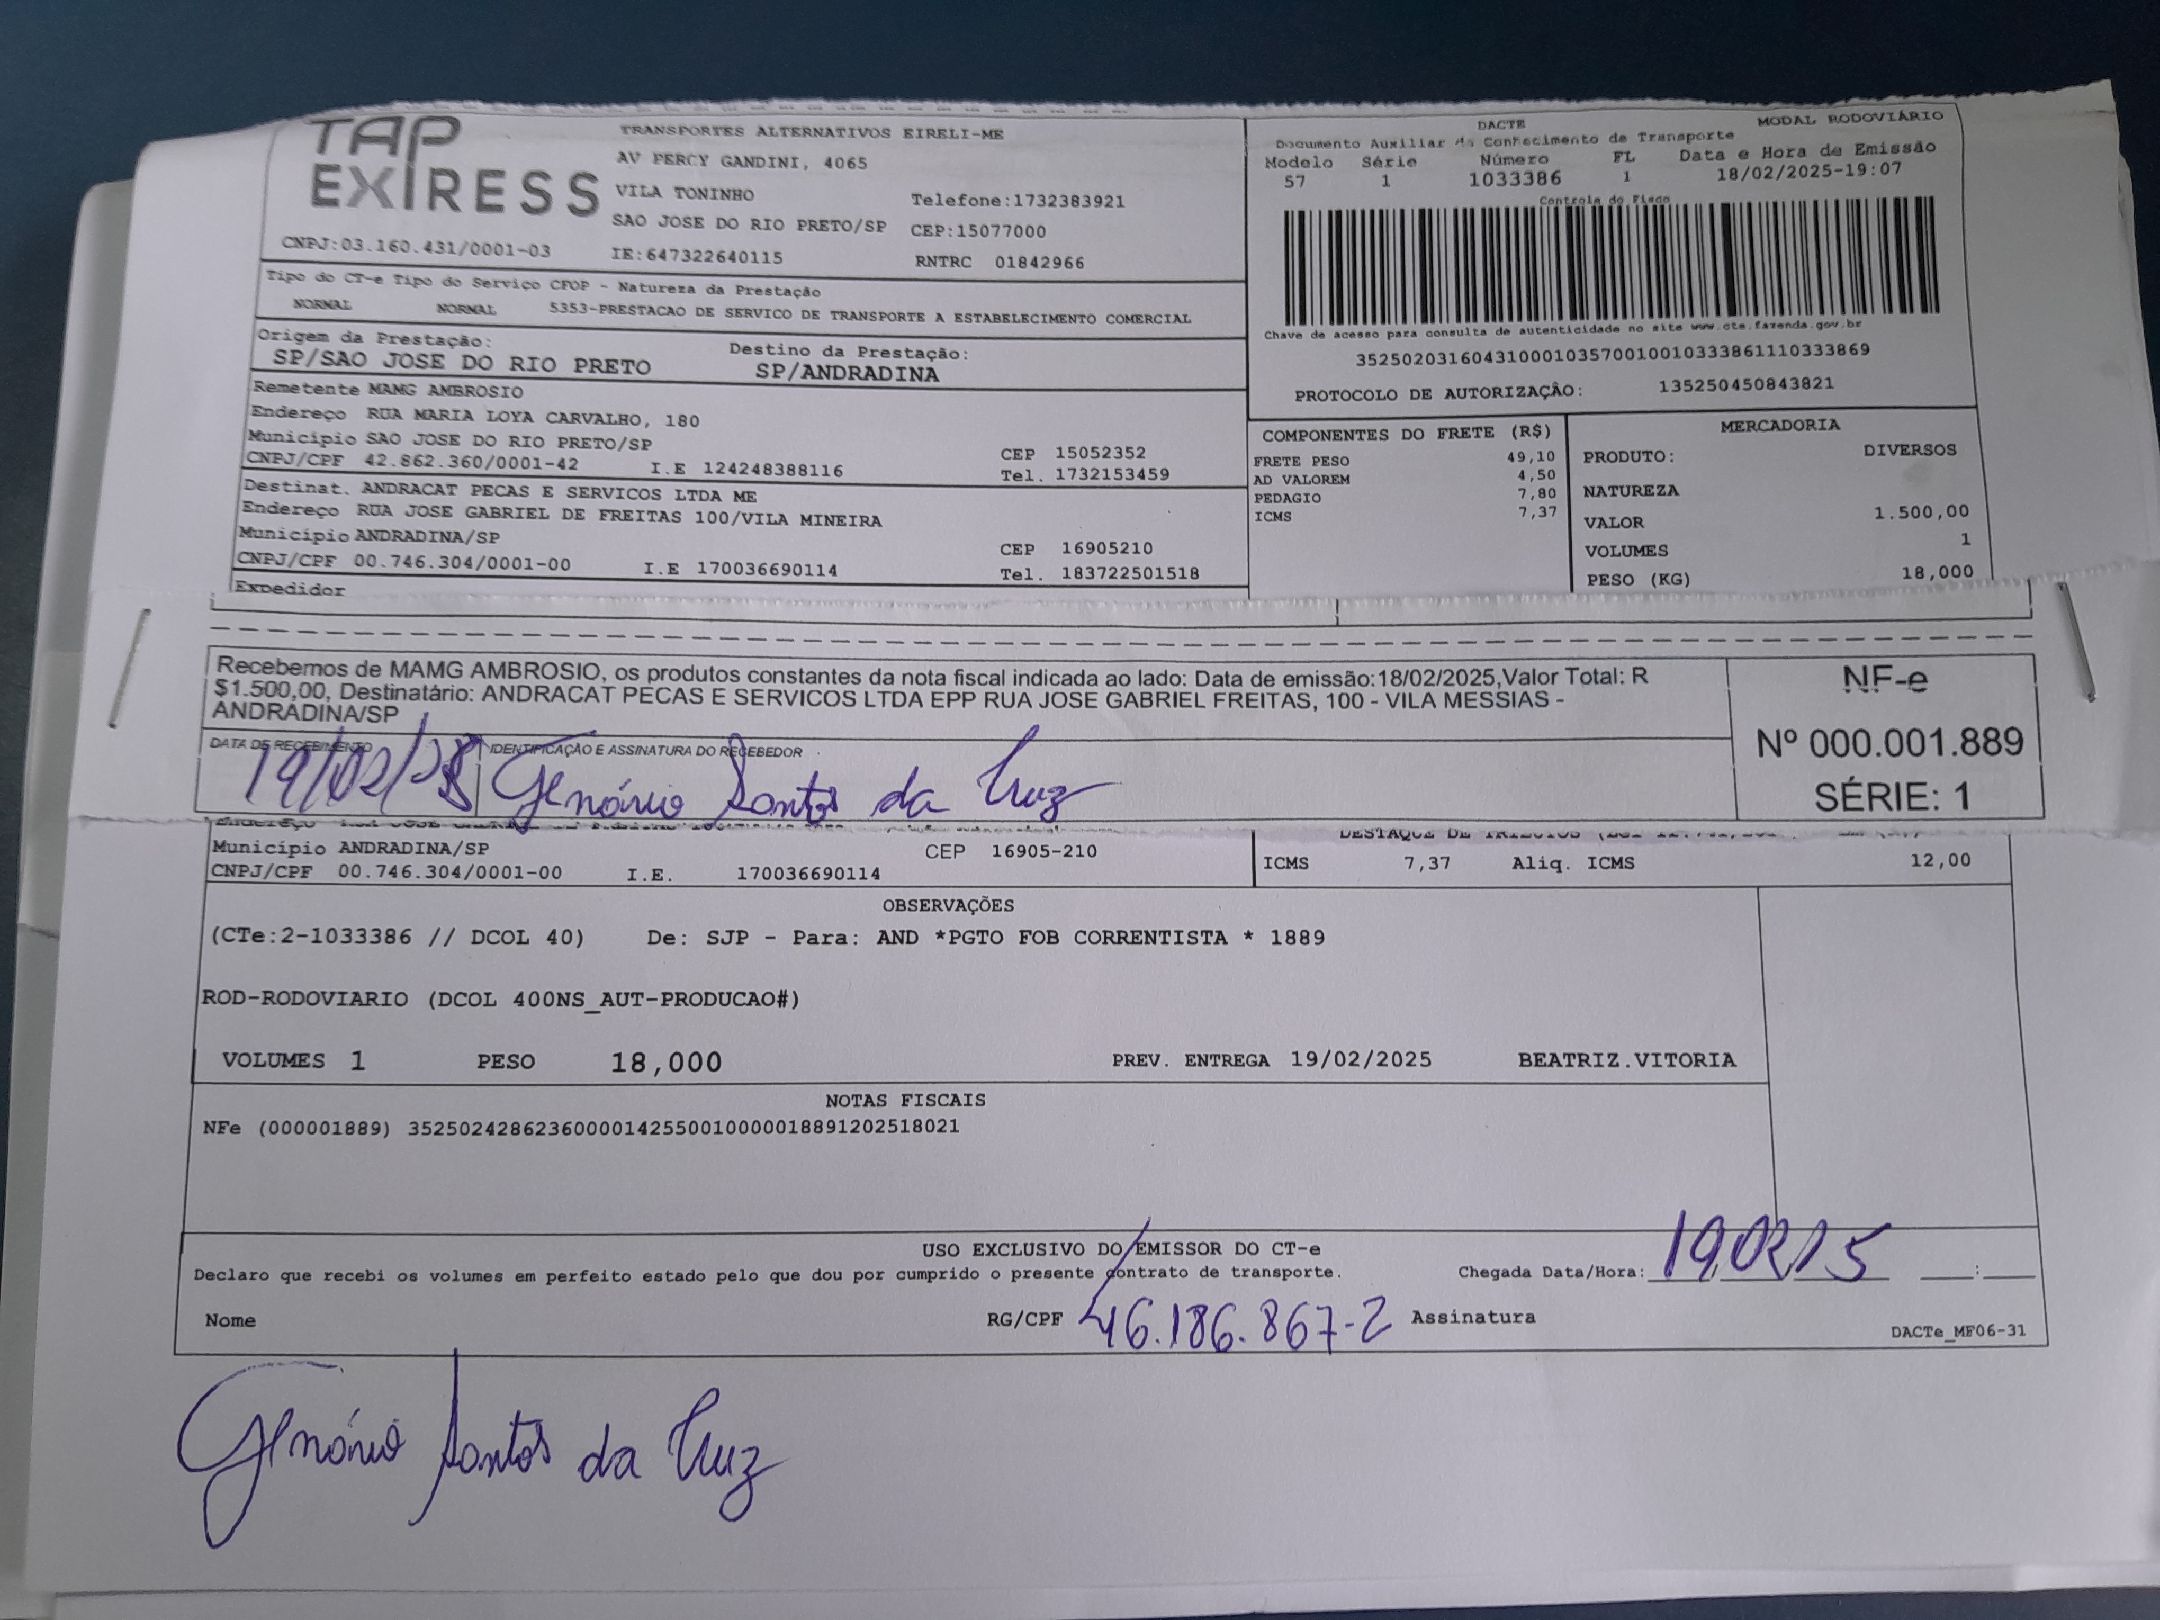 TAP
EXPRESS
TRANSPORTES ALTERNATIVOS EIRELI-ME
AV PERCY GANDINI, 4065
VILA TONINHO Telefone:1732383921
SAO JOSE DO RIO PRETO/SP CEP:15077000
CNPJ:03.160.431/0001-03 IE:647322640115 RNTRC 01842966
DACTE MODAL RODOVIÁRIO
Documento Auxiliar do Conhecimento de Transporte
Modelo Série Número FL Data e Hora de Emissão
57 1 1033386 1 18/02/2025-19:07
Controle do Fisco
Chave de acesso para consulta de autenticidade no site www.cte.fazenda.gov.br
35250203160431000103570010010333861110333869
PROTOCOLO DE AUTORIZAÇÃO: 135250450843821
Tipo do CT-e Tipo do Serviço CFOP - Natureza da Prestação
NORMAL NORMAL 5353-PRESTACAO DE SERVICO DE TRANSPORTE A ESTABELECIMENTO COMERCIAL
Origem da Prestação: Destino da Prestação:
SP/SAO JOSE DO RIO PRETO SP/ANDRADINA
Remetente MAMG AMBROSIO
Endereço RUA MARIA LOYA CARVALHO, 180
Município SAO JOSE DO RIO PRETO/SP CEP 15052352
CNPJ/CPF 42.862.360/0001-42 I.E 124248388116 Tel. 1732153459
Destinat. ANDRACAT PECAS E SERVICOS LTDA ME
Endereço RUA JOSE GABRIEL DE FREITAS 100/VILA MINEIRA
Município ANDRADINA/SP CEP 16905210
CNPJ/CPF 00.746.304/0001-00 I.E 170036690114 Tel. 183722501518
Expedidor
COMPONENTES DO FRETE (R$)
FRETE PESO 49,10
AD VALOREM 4,50
PEDAGIO 7,80
ICMS 7,37
MERCADORIA
PRODUTO: DIVERSOS
NATUREZA
VALOR 1.500,00
VOLUMES 1
PESO (KG) 18,000
Recebemos de MAMG AMBROSIO, os produtos constantes da nota fiscal indicada ao lado: Data de emissão:18/02/2025,Valor Total: R
$1.500,00, Destinatário: ANDRACAT PECAS E SERVICOS LTDA EPP RUA JOSE GABRIEL FREITAS, 100 - VILA MESSIAS -
ANDRADINA/SP
DATA DE RECEBIMENTO IDENTIFICAÇÃO E ASSINATURA DO RECEBEDOR
19/02/25 Genário Santos da Cruz
NF-e
Nº 000.001.889
SÉRIE: 1
DESTAQUE DE TRIBUTOS
Município ANDRADINA/SP CEP 16905-210
CNPJ/CPF 00.746.304/0001-00 I.E. 170036690114
ICMS 7,37 Aliq. ICMS 12,00
OBSERVAÇÕES
(CTe:2-1033386 // DCOL 40) De: SJP - Para: AND *PGTO FOB CORRENTISTA * 1889
ROD-RODOVIARIO (DCOL 400NS_AUT-PRODUCAO#)
VOLUMES 1 PESO 18,000 PREV. ENTREGA 19/02/2025 BEATRIZ.VITORIA
NOTAS FISCAIS
NFe (000001889) 35250242862360000142550010000018891202518021
USO EXCLUSIVO DO EMISSOR DO CT-e
Declaro que recebi os volumes em perfeito estado pelo que dou por cumprido o presente contrato de transporte. Chegada Data/Hora: :
Nome RG/CPF 46.186.867-2 Assinatura
DACTe_MF06-31
Genário Santos da Cruz